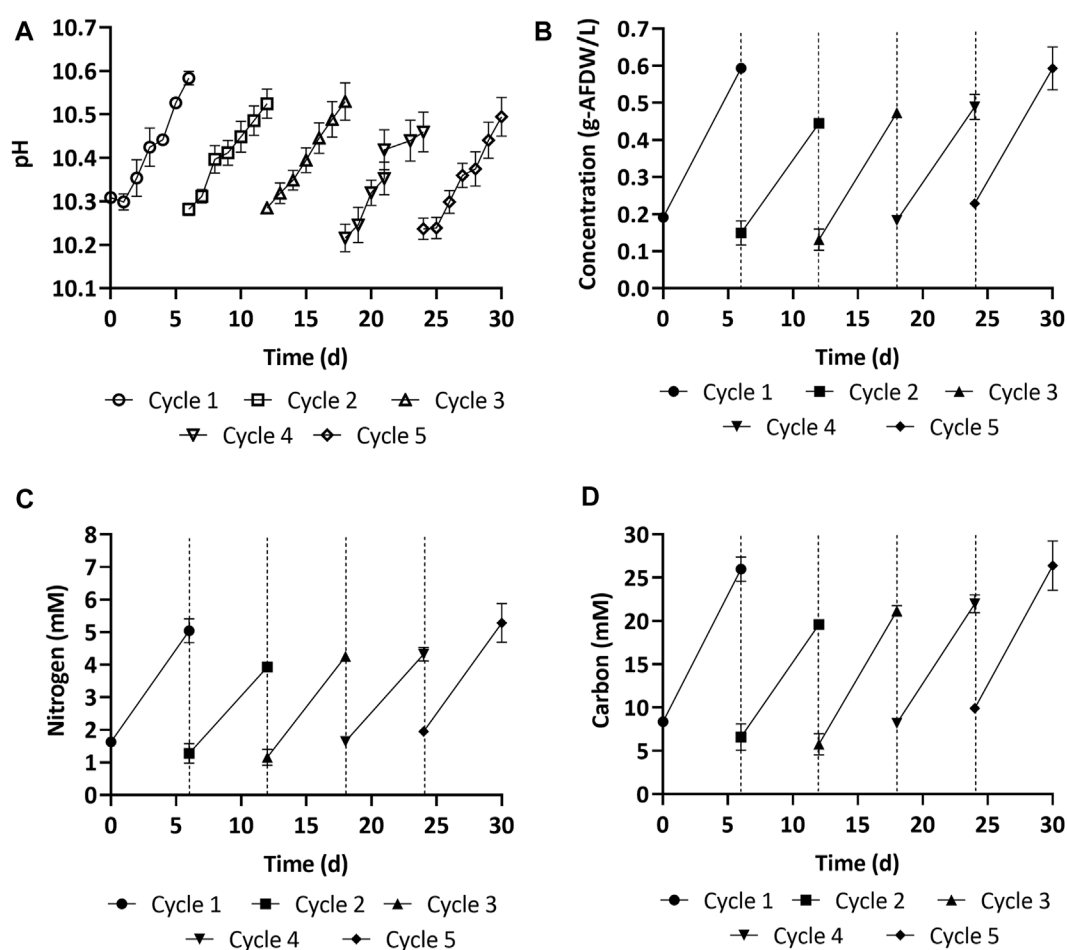 A
pH
10.7
10.6
10.5
10.4
10.3
10.2
10.1
0 5 10 15 20 25 30
Time (d)
Cycle 1 Cycle 2 Cycle 3
Cycle 4 Cycle 5
B
Concentration (g-AFDW/L)
0.7
0.6
0.5
0.4
0.3
0.2
0.1
0.0
0 5 10 15 20 25 30
Time (d)
Cycle 1 Cycle 2 Cycle 3
Cycle 4 Cycle 5
C
Nitrogen (mM)
8
7
6
5
4
3
2
1
0
0 5 10 15 20 25 30
Time (d)
Cycle 1 Cycle 2 Cycle 3
Cycle 4 Cycle 5
D
Carbon (mM)
30
25
20
15
10
5
0
0 5 10 15 20 25 30
Time (d)
Cycle 1 Cycle 2 Cycle 3
Cycle 4 Cycle 5